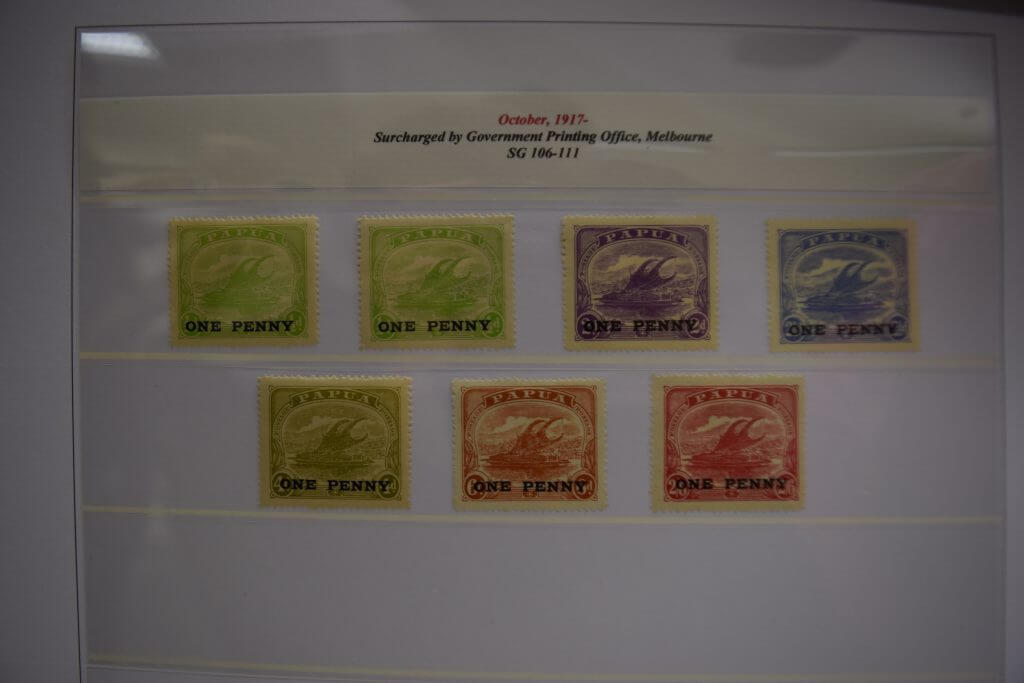 October, 1917-
Surcharged by Government Printing Office, Melbourne
SG 106-111
PAPUA
ONE PENNY
PAPUA
ONE PENNY
PAPUA
ONE PENNY
PAPUA
ONE PENNY
PAPUA
ONE PENNY
PAPUA
ONE PENNY
PAPUA
ONE PENNY